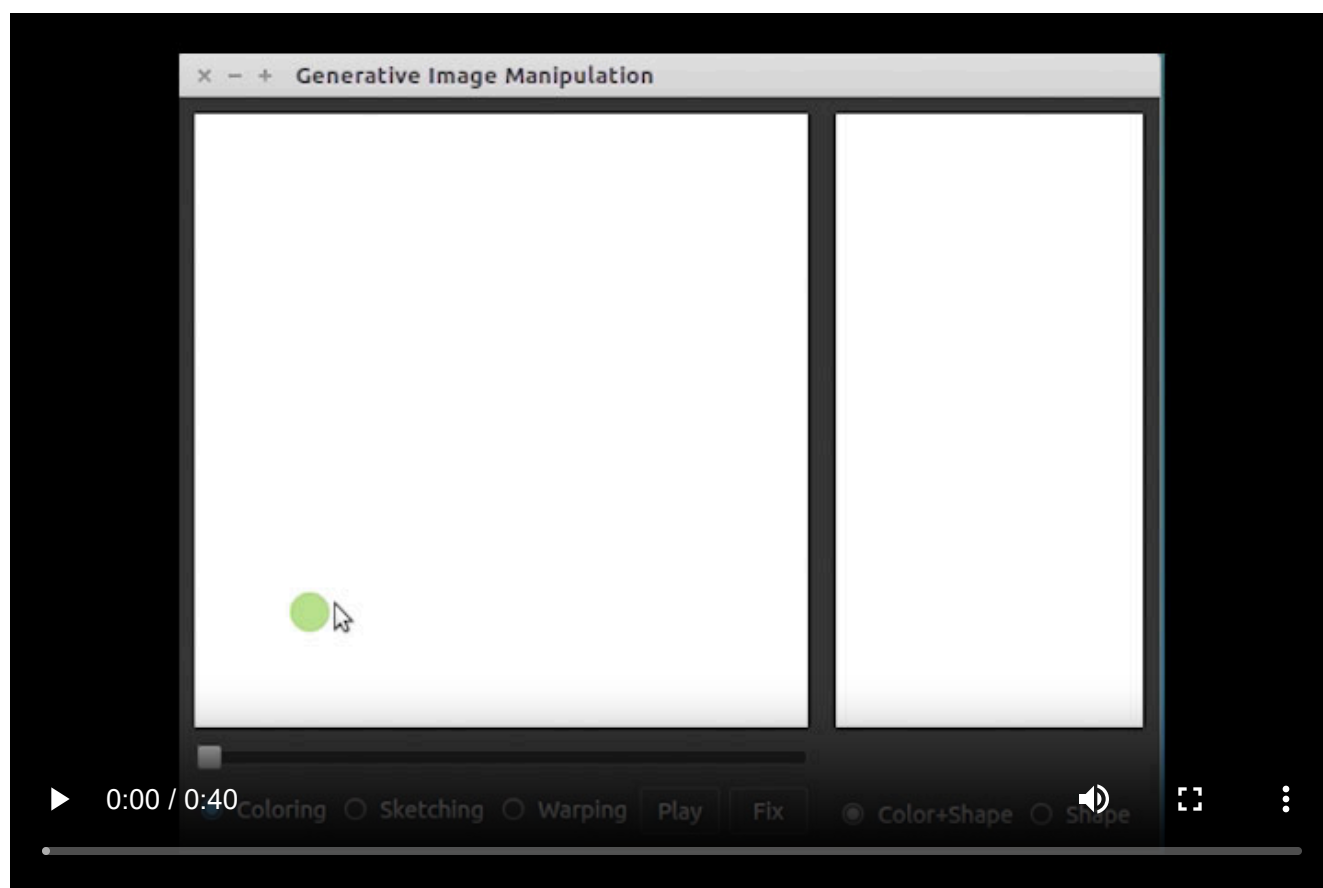 Generative Image Manipulation
0:00 / 0:40
Coloring Sketching Warping Play Fix Color+Shape Shape